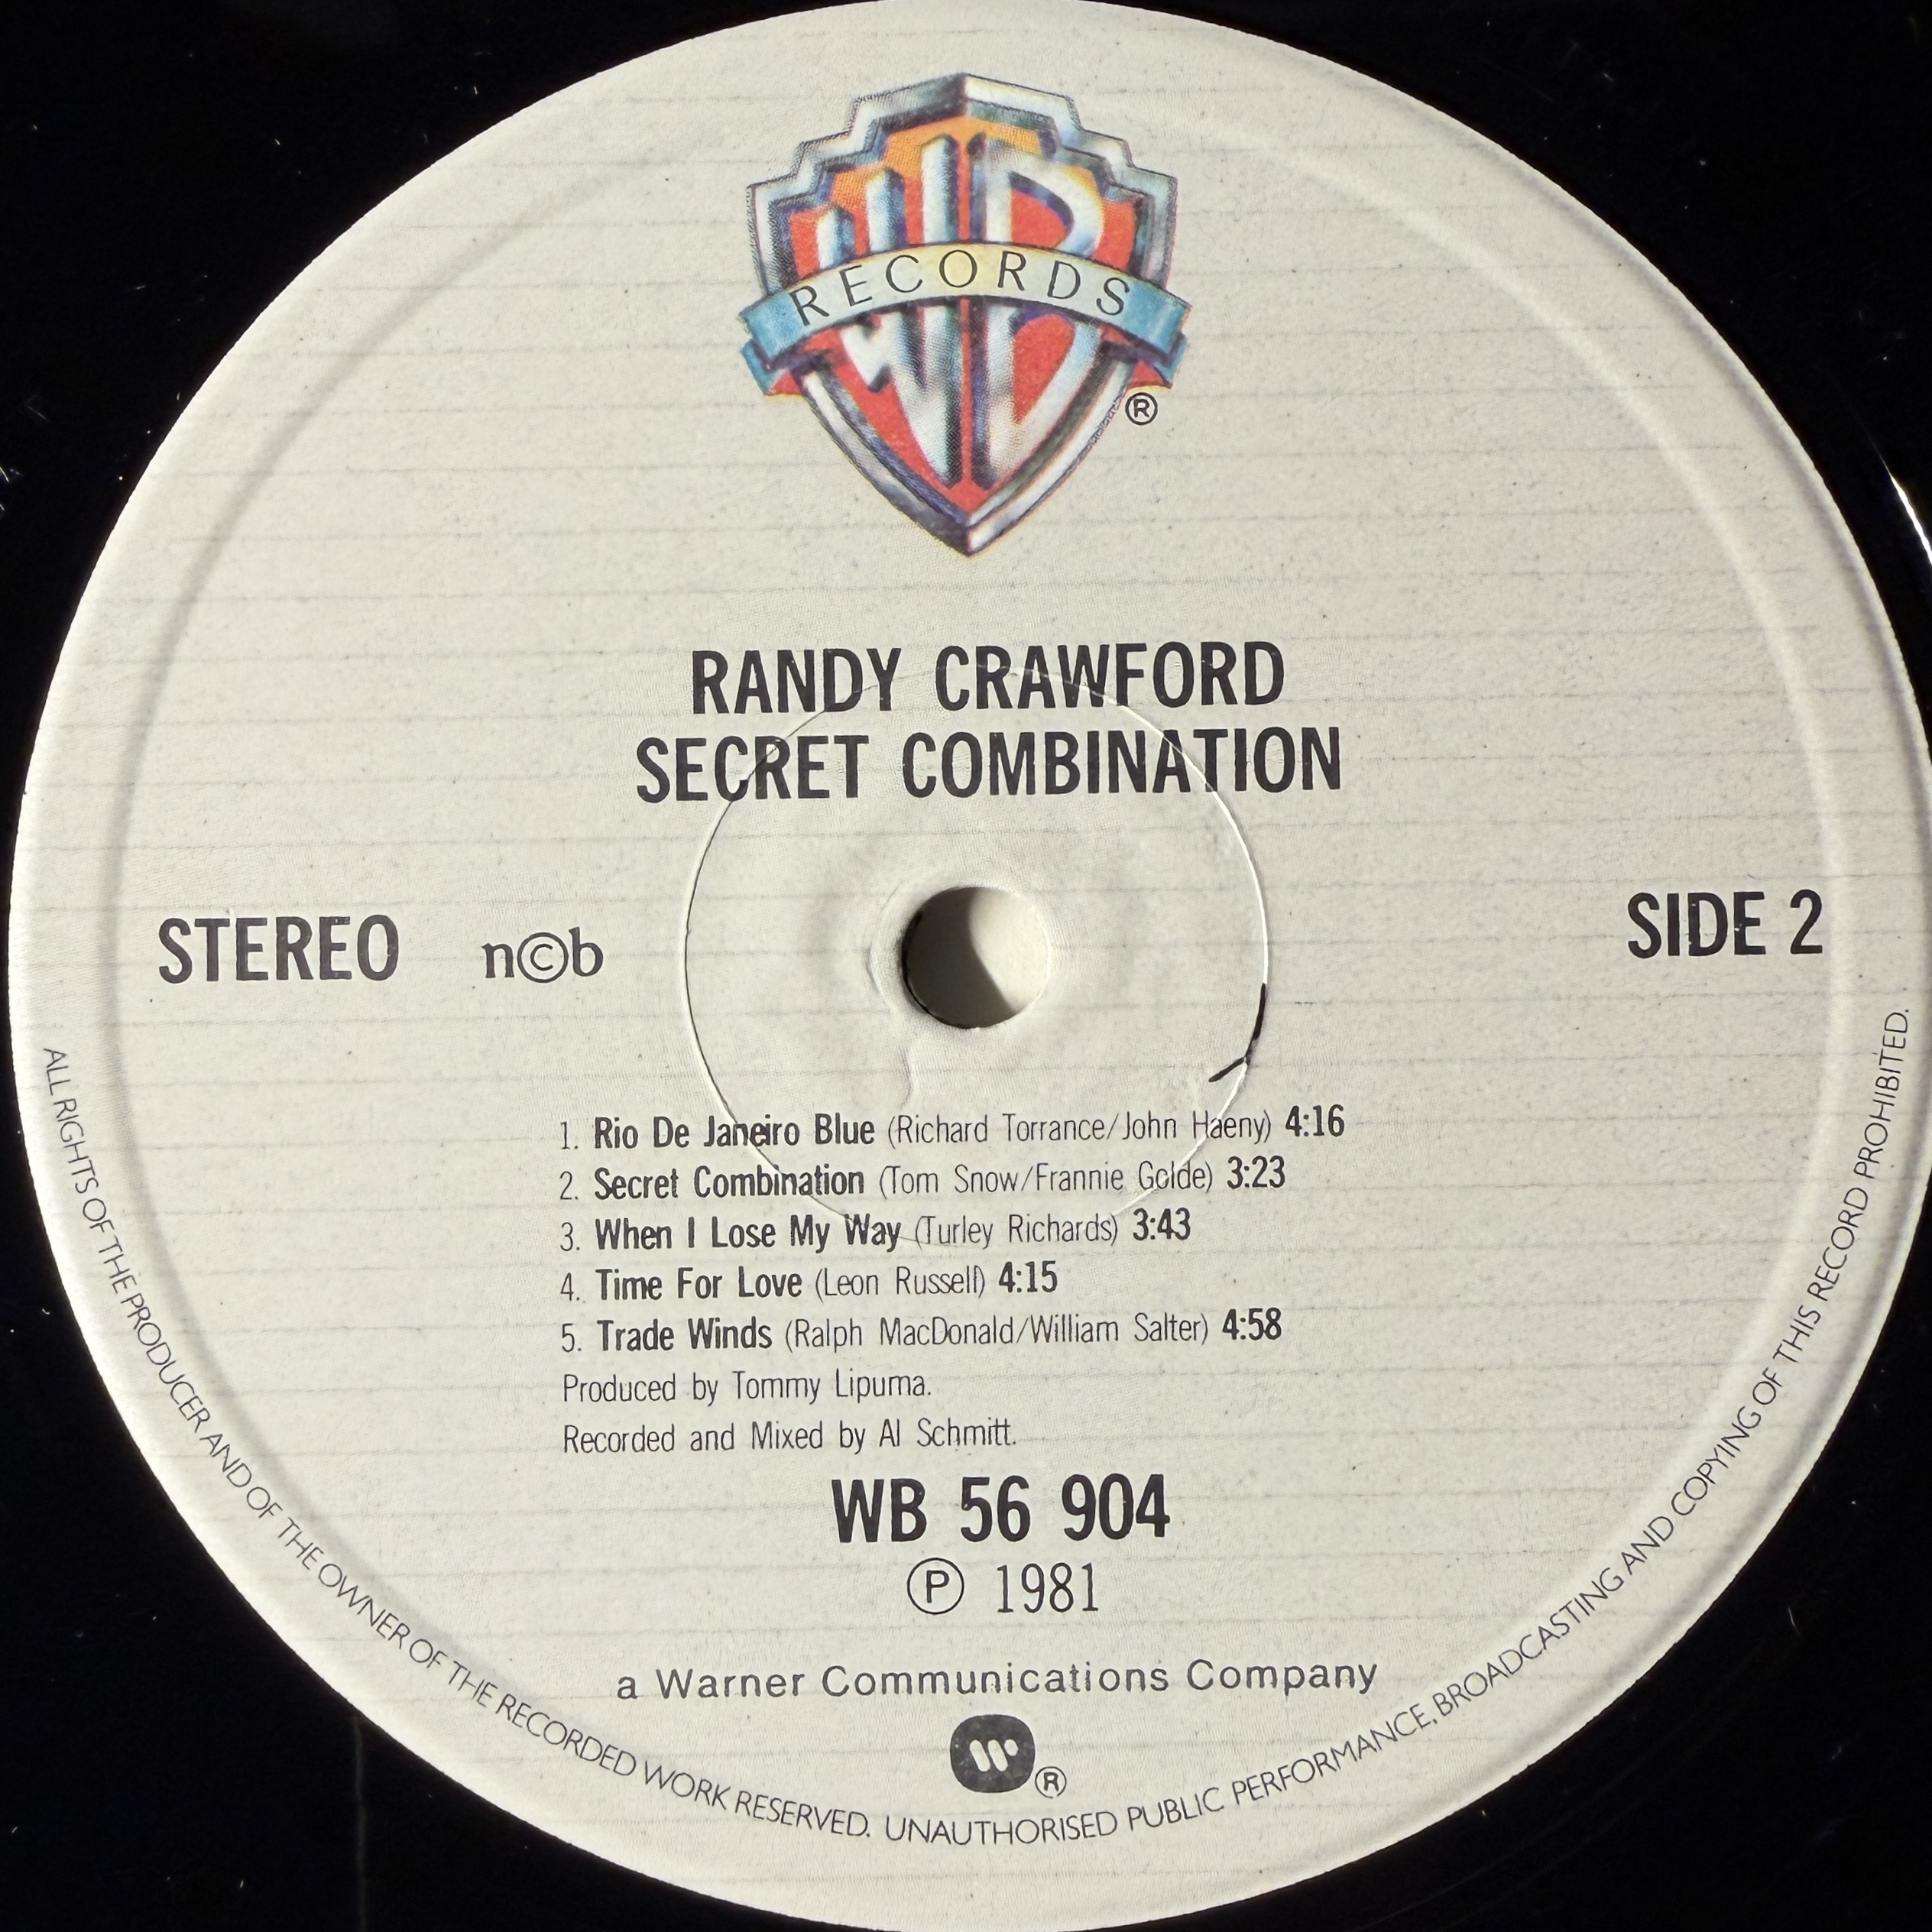 WB
RECORDS
®
RANDY CRAWFORD
SECRET COMBINATION
STEREO n©b SIDE 2
1. Rio De Janeiro Blue (Richard Torrance/John Haeny) 4:16
2. Secret Combination (Tom Snow/Frannie Golde) 3:23
3. When I Lose My Way (Turley Richards) 3:43
4. Time For Love (Leon Russell) 4:15
5. Trade Winds (Ralph MacDonald/William Salter) 4:58
Produced by Tommy Lipuma.
Recorded and Mixed by Al Schmitt.
WB 56 904
℗ 1981
a Warner Communications Company
®
ALL RIGHTS OF THE PRODUCER AND OF THE OWNER OF THE RECORDED WORK RESERVED. UNAUTHORISED PUBLIC PERFORMANCE, BROADCASTING AND COPYING OF THIS RECORD PROHIBITED.